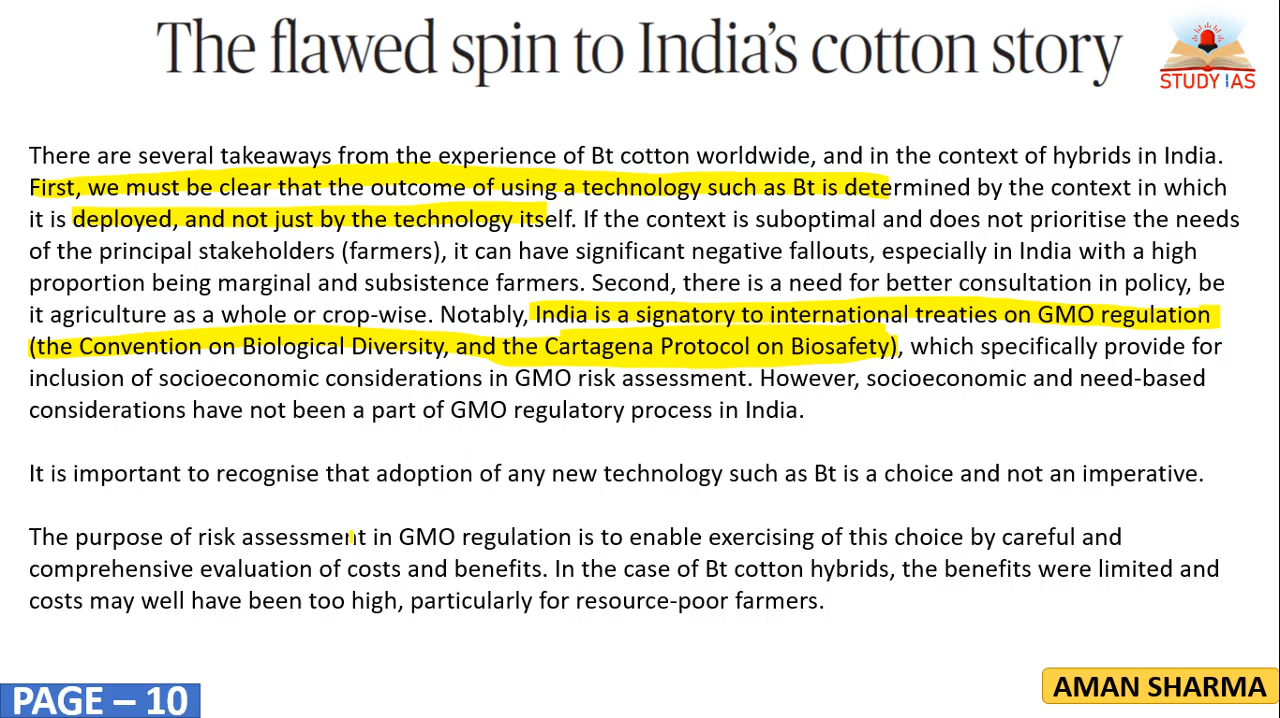 The flawed spin to India's cotton story
STUDY IAS
There are several takeaways from the experience of Bt cotton worldwide, and in the context of hybrids in India.
First, we must be clear that the outcome of using a technology such as Bt is determined by the context in which
it is deployed, and not just by the technology itself. If the context is suboptimal and does not prioritise the needs
of the principal stakeholders (farmers), it can have significant negative fallouts, especially in India with a high
proportion being marginal and subsistence farmers. Second, there is a need for better consultation in policy, be
it agriculture as a whole or crop-wise. Notably, India is a signatory to international treaties on GMO regulation
(the Convention on Biological Diversity, and the Cartagena Protocol on Biosafety), which specifically provide for
inclusion of socioeconomic considerations in GMO risk assessment. However, socioeconomic and need-based
considerations have not been a part of GMO regulatory process in India.
It is important to recognise that adoption of any new technology such as Bt is a choice and not an imperative.
The purpose of risk assessment in GMO regulation is to enable exercising of this choice by careful and
comprehensive evaluation of costs and benefits. In the case of Bt cotton hybrids, the benefits were limited and
costs may well have been too high, particularly for resource-poor farmers.
PAGE – 10
AMAN SHARMA